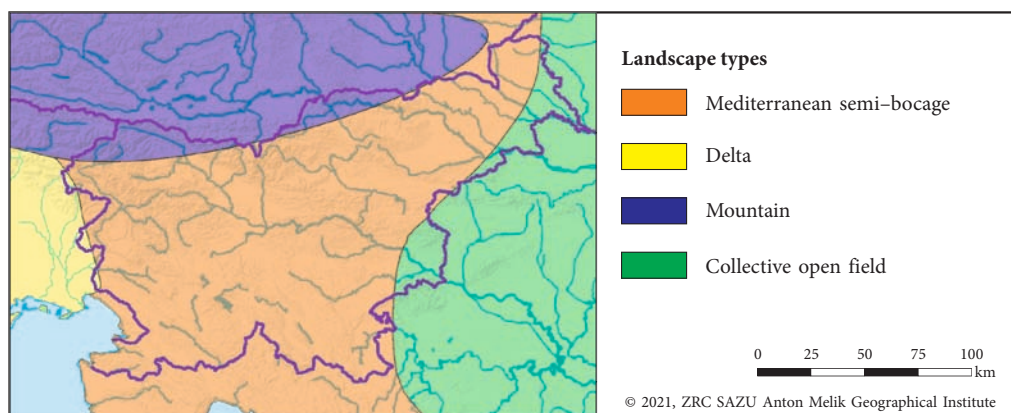 Landscape types
Mediterranean semi–bocage
Delta
Mountain
Collective open field
0 25 50 75 100
km
© 2021, ZRC SAZU Anton Melik Geographical Institute